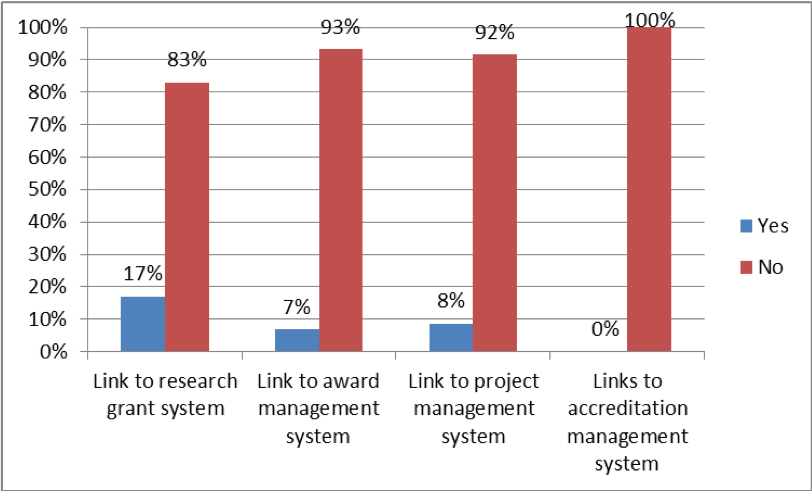 100%
90%
80%
70%
60%
50%
40%
30%
20%
10%
0%
17%
83%
7%
93%
8%
92%
0%
100%
Link to research
grant system
Link to award
management
system
Link to project
management
system
Links to
accreditation
management
system
Yes
No